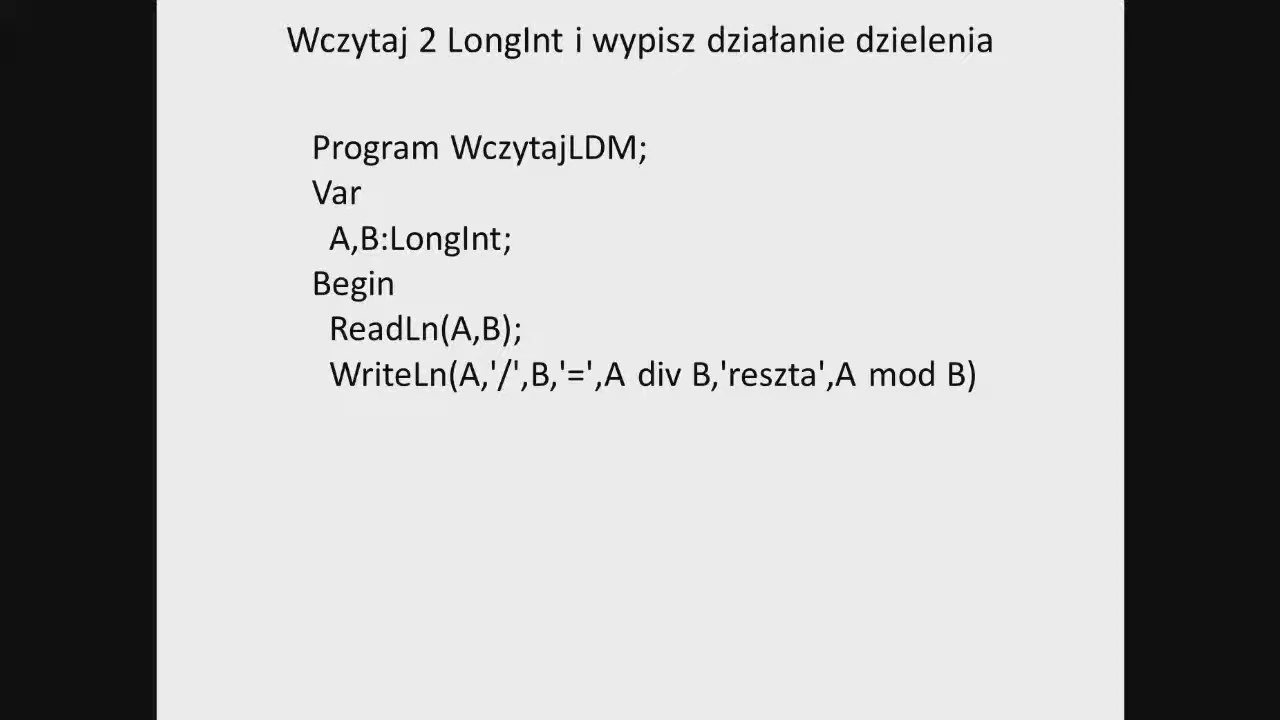 Wczytaj 2 LongInt i wypisz działanie dzielenia
Program WczytajLDM;
Var
A,B:LongInt;
Begin
ReadLn(A,B);
WriteLn(A,'/',B,'=',A div B,'reszta',A mod B)